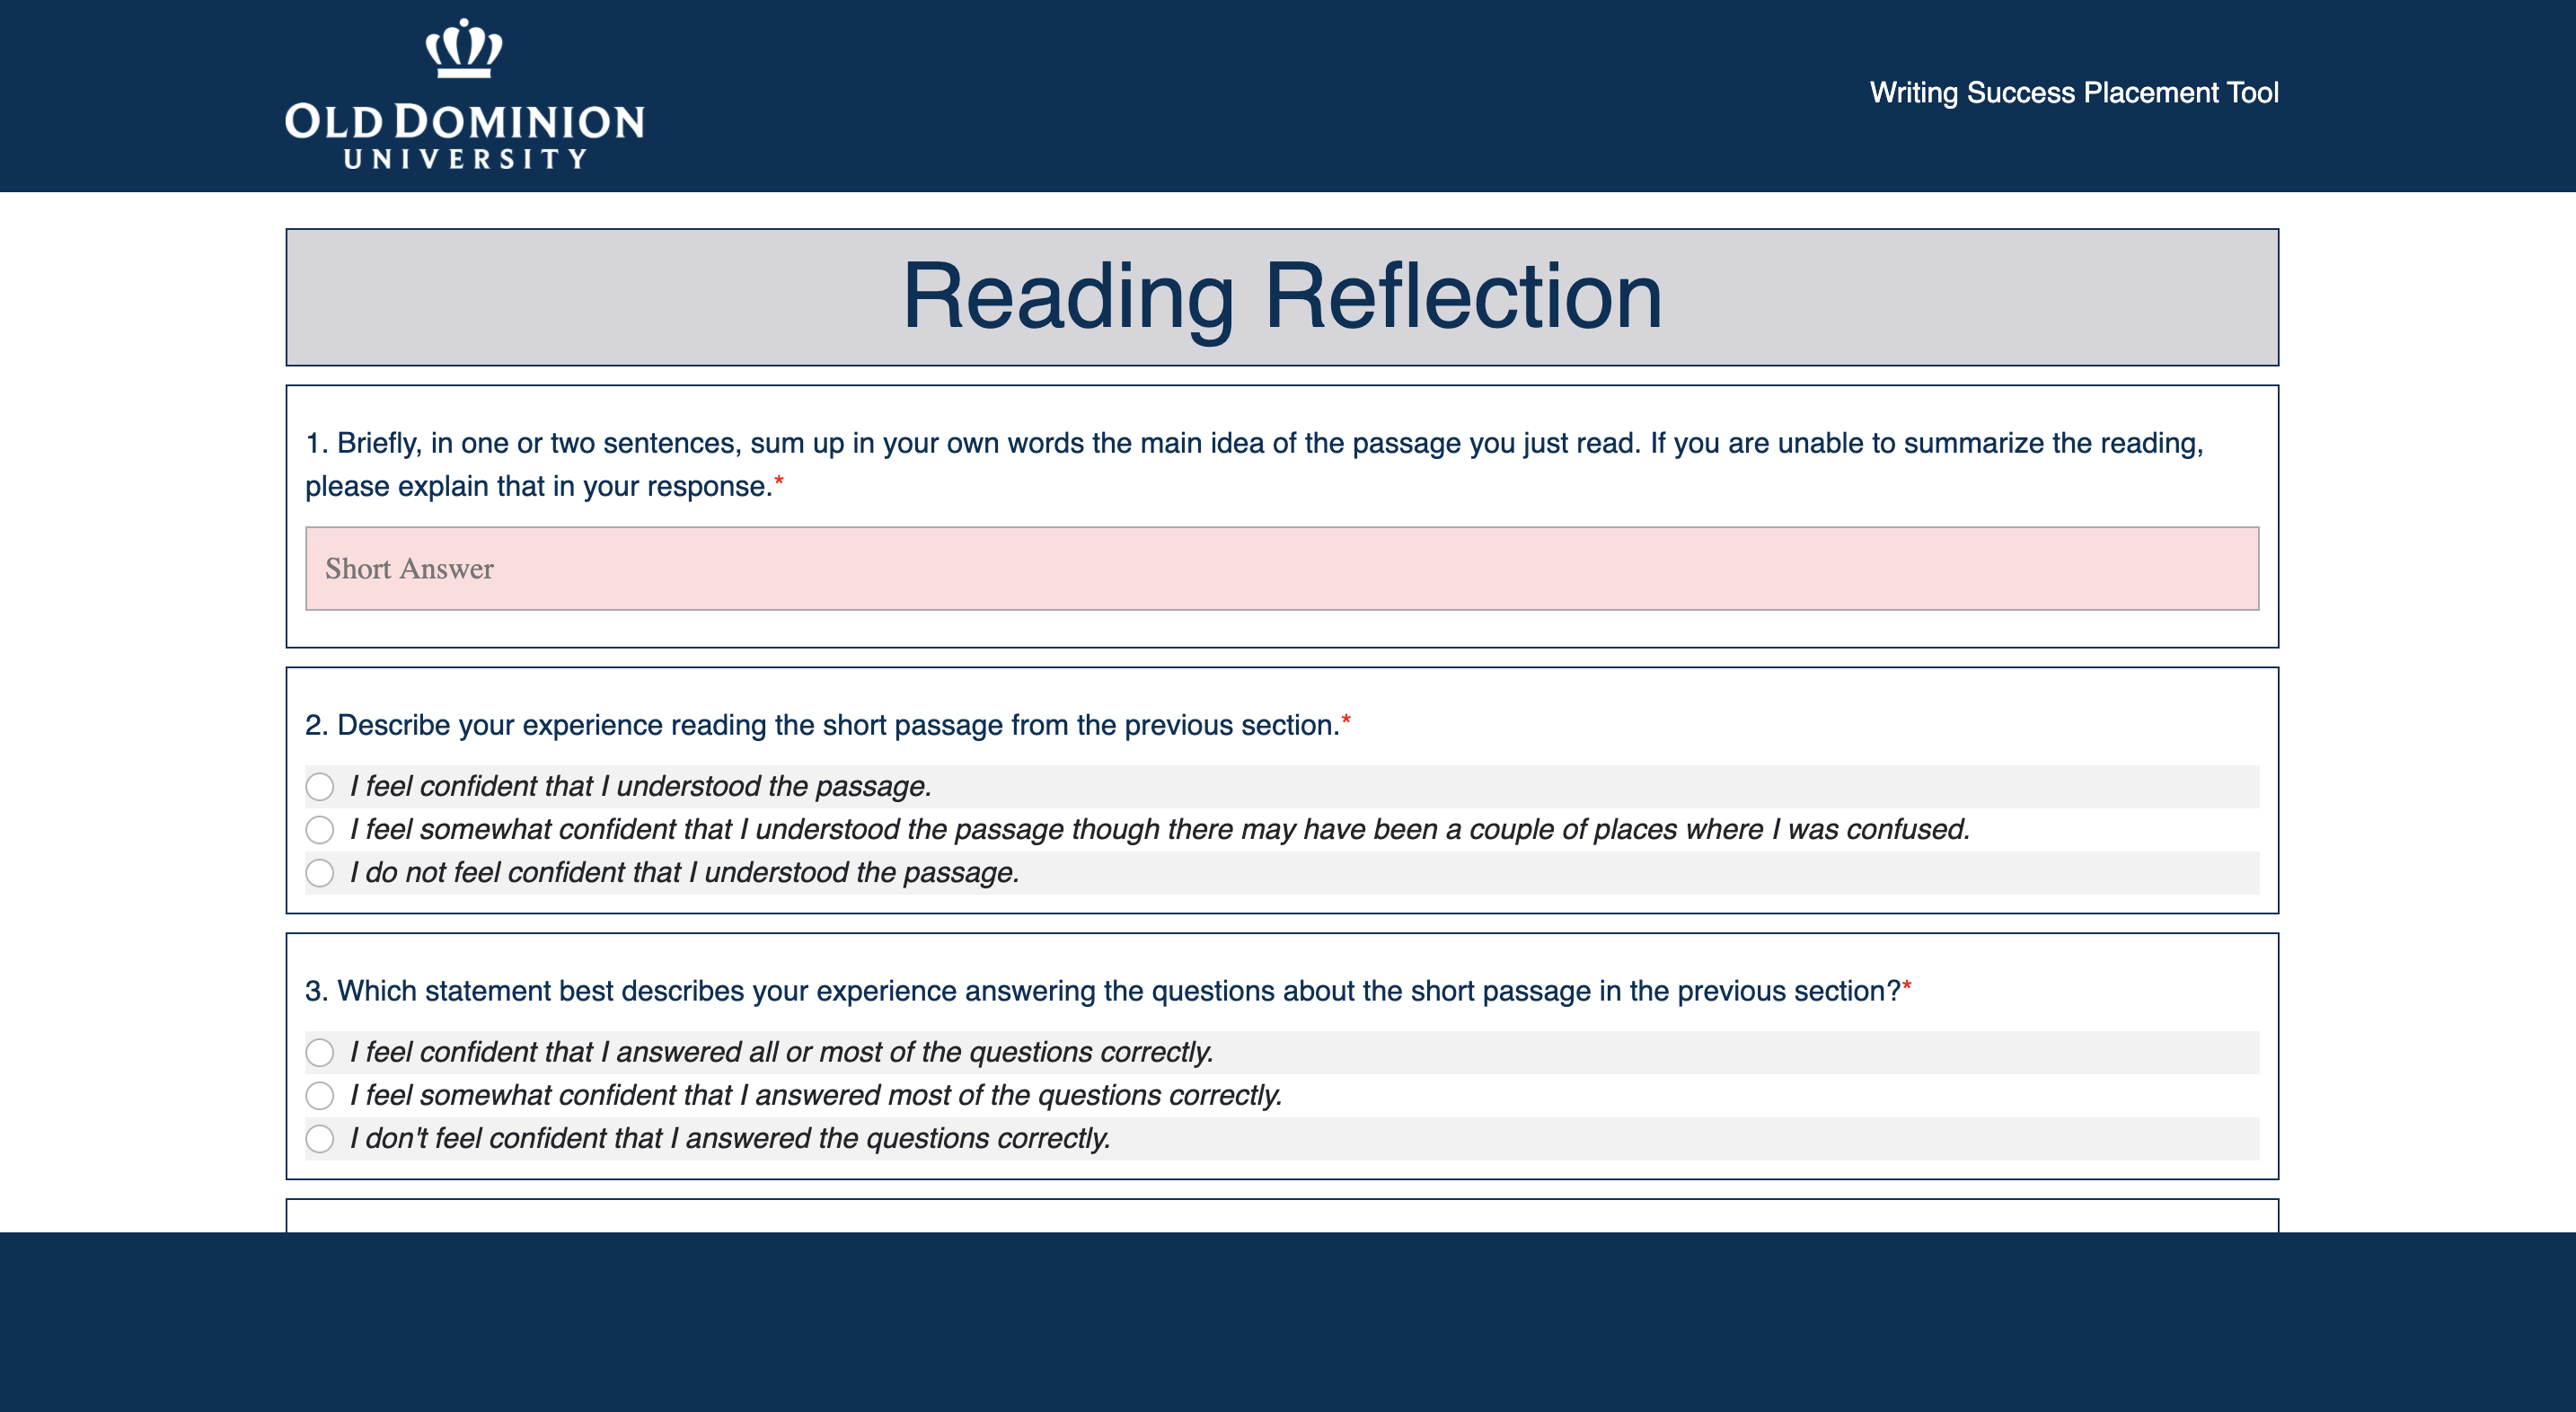 OLD DOMINION
UNIVERSITY
Writing Success Placement Tool
Reading Reflection
1. Briefly, in one or two sentences, sum up in your own words the main idea of the passage you just read. If you are unable to summarize the reading,
please explain that in your response.*
Short Answer
2. Describe your experience reading the short passage from the previous section.*
I feel confident that I understood the passage.
I feel somewhat confident that I understood the passage though there may have been a couple of places where I was confused.
I do not feel confident that I understood the passage.
3. Which statement best describes your experience answering the questions about the short passage in the previous section?*
I feel confident that I answered all or most of the questions correctly.
I feel somewhat confident that I answered most of the questions correctly.
I don't feel confident that I answered the questions correctly.